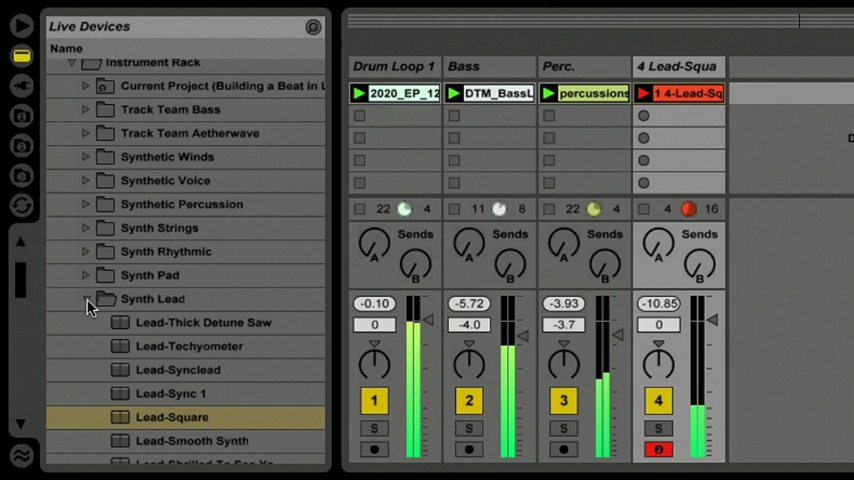 Live Devices
Name
Instrument Rack
Current Project (Building a Beat in L
Track Team Bass
Track Team Aetherwave
Synthetic Winds
Synthetic Voice
Synthetic Percussion
Synth Strings
Synth Rhythmic
Synth Pad
Synth Lead
Lead-Thick Detune Saw
Lead-Techyometer
Lead-Synclead
Lead-Sync 1
Lead-Square
Lead-Smooth Synth
Drum Loop 1 Bass Perc. 4 Lead-Squa
2020_EP_12 DTM_BassL percussions 1 4-Lead-Sq
22 4 11 8 22 4 4 16
Sends Sends Sends Sends
A B A B A B A B
-0.10 -5.72 -3.93 -10.85
0 -4.0 -3.7 0
1 2 3 4
S S S S